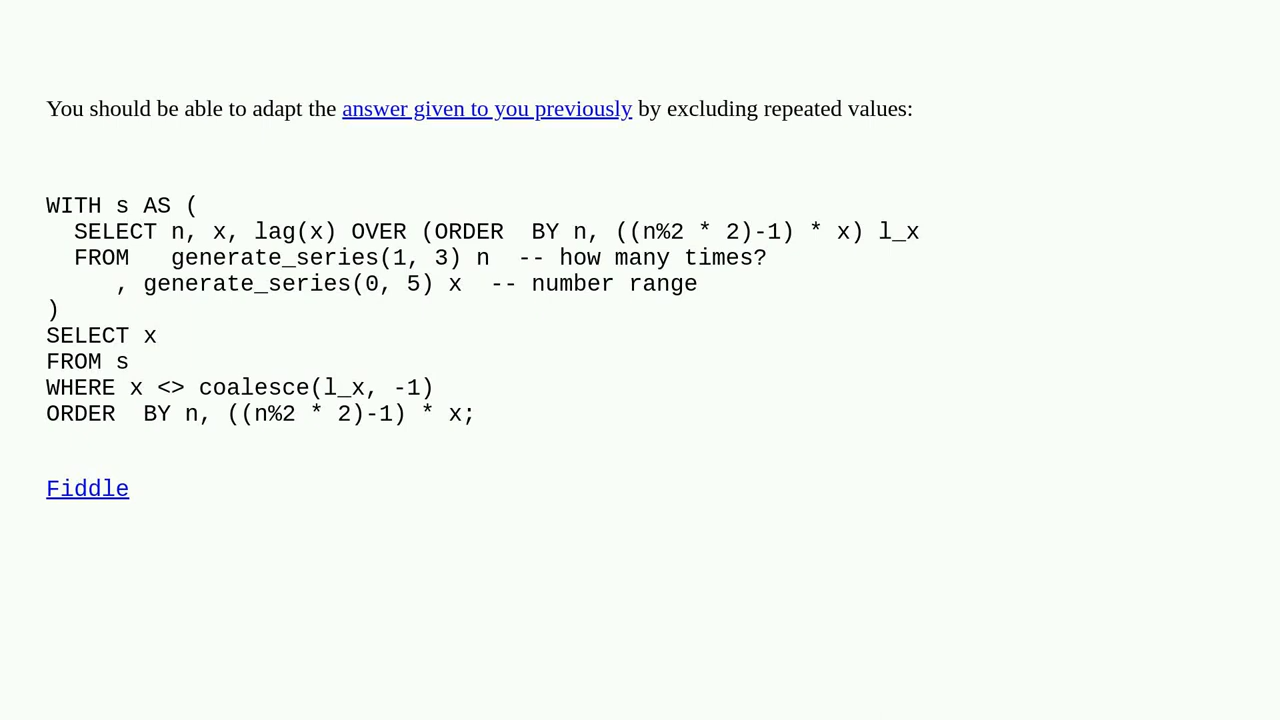 You should be able to adapt the answer given to you previously by excluding repeated values:
WITH s AS (
  SELECT n, x, lag(x) OVER (ORDER  BY n, ((n%2 * 2)-1) * x) l_x
  FROM   generate_series(1, 3) n  -- how many times?
     , generate_series(0, 5) x  -- number range
)
SELECT x
FROM s
WHERE x <> coalesce(l_x, -1)
ORDER  BY n, ((n%2 * 2)-1) * x;
Fiddle